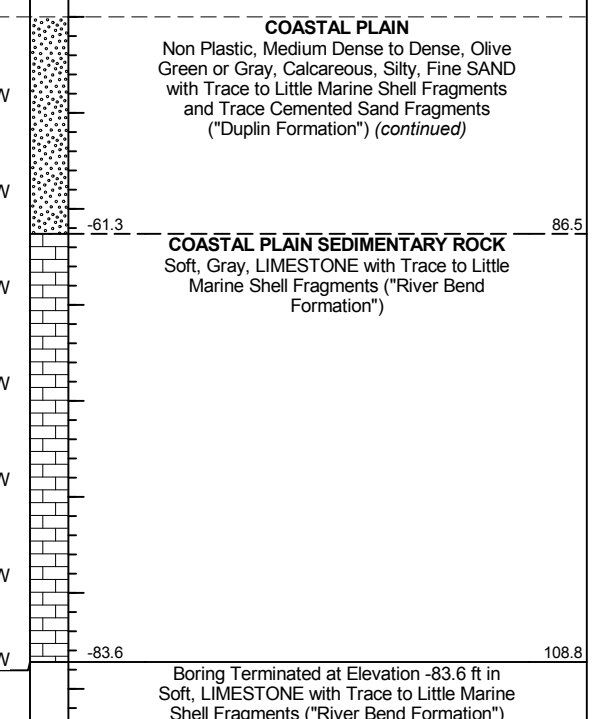 COASTAL PLAIN
Non Plastic, Medium Dense to Dense, Olive
Green or Gray, Calcareous, Silty, Fine SAND
with Trace to Little Marine Shell Fragments
and Trace Cemented Sand Fragments
("Duplin Formation") (continued)
W
W
-61.3 86.5
COASTAL PLAIN SEDIMENTARY ROCK
Soft, Gray, LIMESTONE with Trace to Little
Marine Shell Fragments ("River Bend
Formation")
W
W
W
W
W
-83.6 108.8
Boring Terminated at Elevation -83.6 ft in
Soft, LIMESTONE with Trace to Little Marine
Shell Fragments ("River Bend Formation")